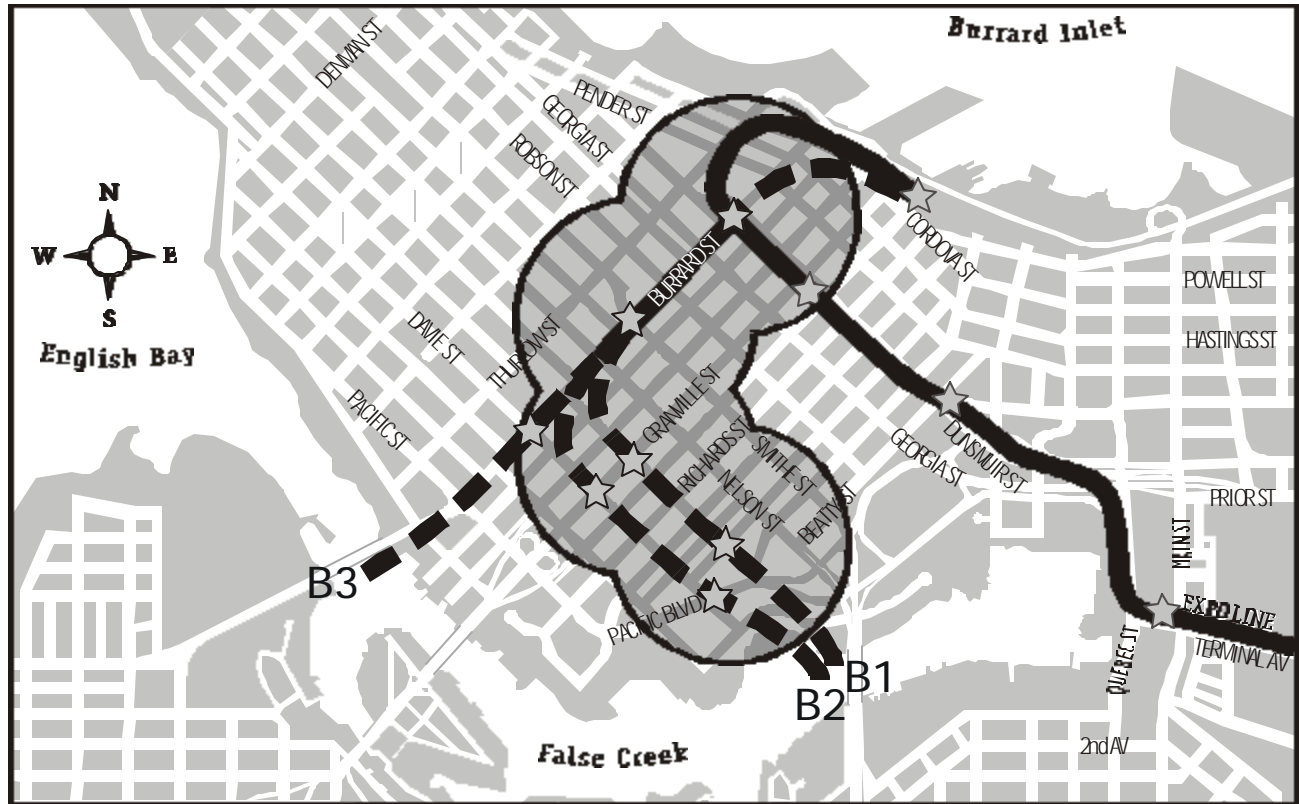 Burrard Inlet
DENMAN ST
PENDER ST
GEORGIA ST
ROBSON ST
N
W E
S
CORDOVA ST
BURRARD ST
POWELL ST
HASTINGS ST
English Bay
DAVIE ST
THURLOW ST
PACIFIC ST
GRANVILLE ST
RICHARDS ST
SMITHE ST
NELSON ST
BEATTY ST
GEORGIA ST
DUNSMUIR ST
PRIOR ST
MAIN ST
B3
PACIFIC BLVD
EXPO LINE
TERMINAL AV
QUEBEC ST
B1
B2
2nd AV
False Creek